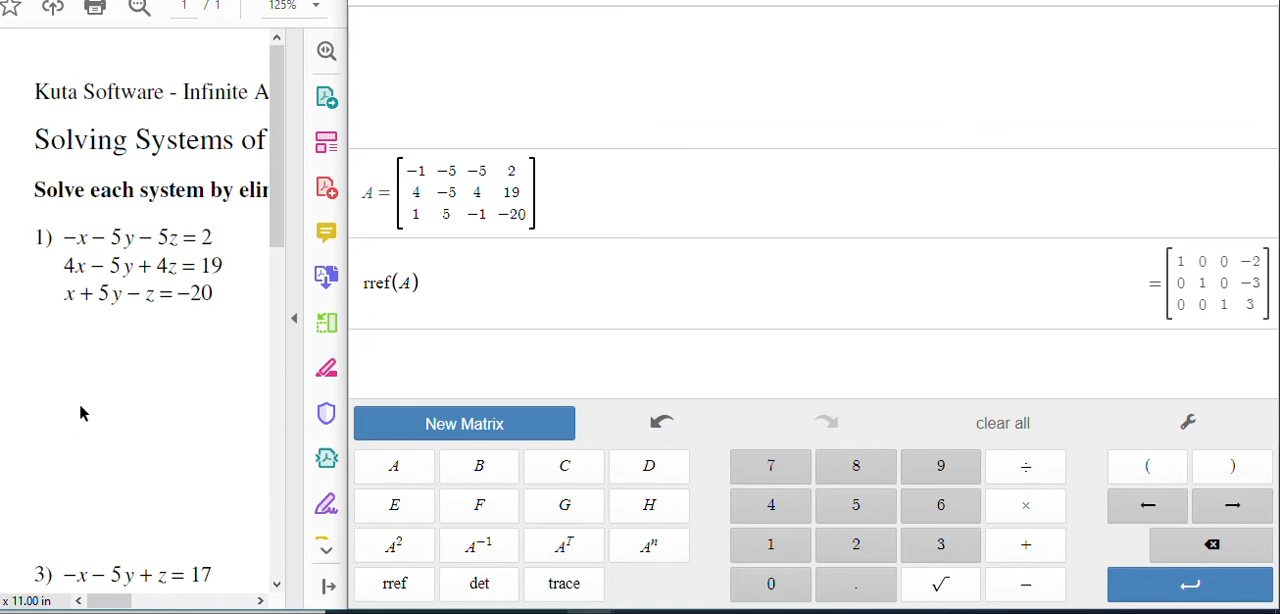 1 / 1
125%
Kuta Software - Infinite A
Solving Systems of
Solve each system by elin
1) −x − 5y − 5z = 2
4x − 5y + 4z = 19
x + 5y − z = −20
3) −x − 5y + z = 17
x 11.00 in
A = 
−1 −5 −5 2
4 −5 4 19
1 5 −1 −20
rref(A)
= 
1 0 0 −2
0 1 0 −3
0 0 1 3
New Matrix
clear all
A B C D 7 8 9 ÷ ( )
E F G H 4 5 6 × ← →
A² A⁻¹ Aᵀ Aⁿ 1 2 3 +
rref det trace 0 . √ −